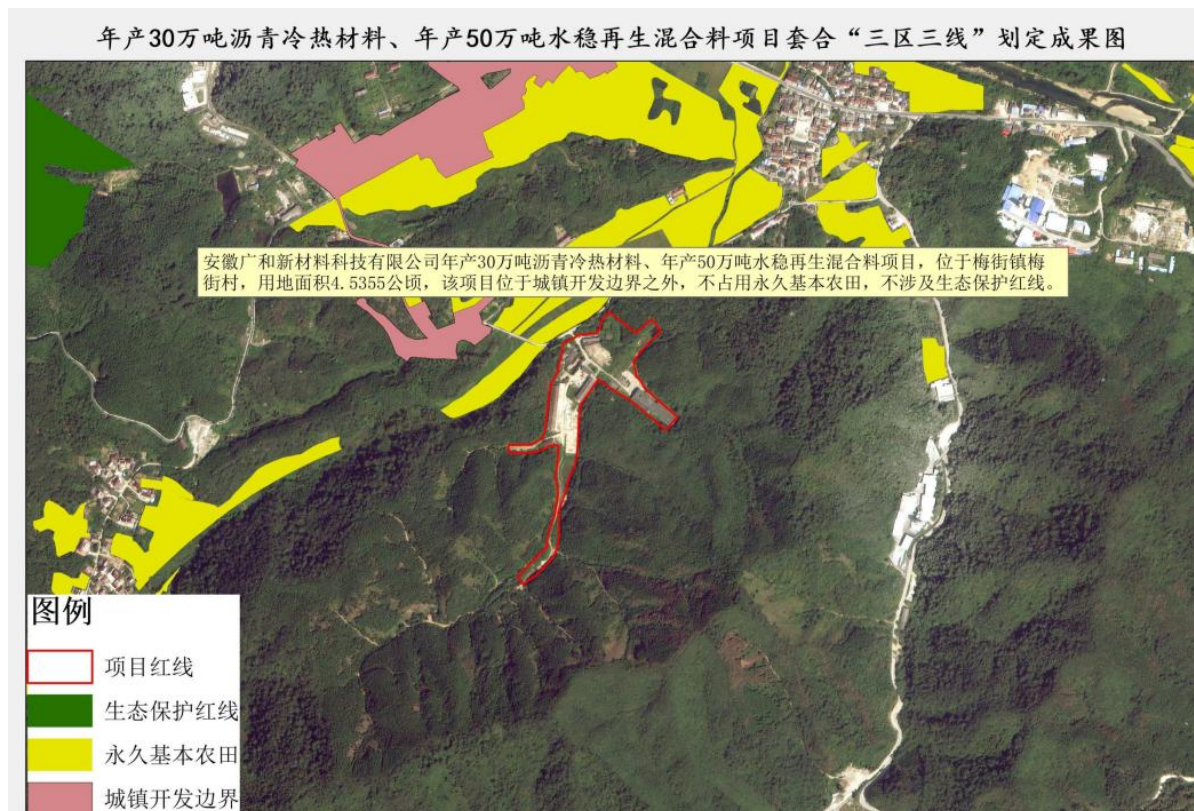 年产30万吨沥青冷热材料、年产50万吨水稳再生混合料项目套合“三区三线”划定成果图
安徽广和新材料科技有限公司年产30万吨沥青冷热材料、年产50万吨水稳再生混合料项目，位于梅街镇梅
街村，用地面积4.5355公顷，该项目位于城镇开发边界之外，不占用永久基本农田，不涉及生态保护红线。
图例
项目红线
生态保护红线
永久基本农田
城镇开发边界